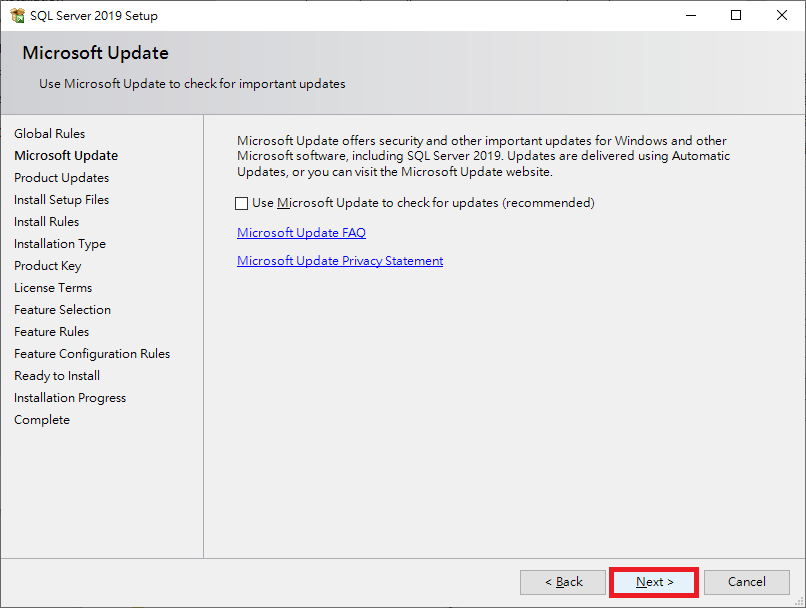 SQL Server 2019 Setup
Microsoft Update
Use Microsoft Update to check for important updates
Global Rules
Microsoft Update
Product Updates
Install Setup Files
Install Rules
Installation Type
Product Key
License Terms
Feature Selection
Feature Rules
Feature Configuration Rules
Ready to Install
Installation Progress
Complete
Microsoft Update offers security and other important updates for Windows and other
Microsoft software, including SQL Server 2019. Updates are delivered using Automatic
Updates, or you can visit the Microsoft Update website.
Use Microsoft Update to check for updates (recommended)
Microsoft Update FAQ
Microsoft Update Privacy Statement
< Back
Next >
Cancel